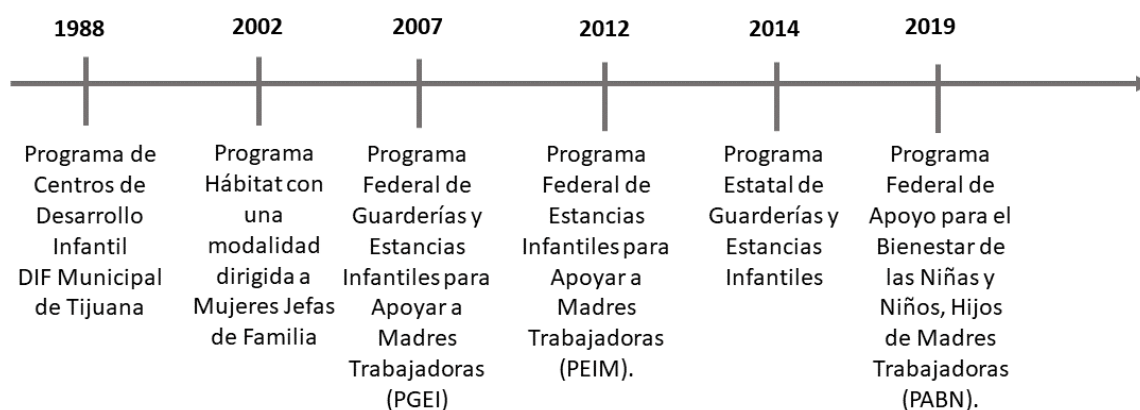 1988
2002
2007
2012
2014
2019
Programa de
Centros de
Desarrollo
Infantil
DIF Municipal
de Tijuana
Programa
Hábitat con
una
modalidad
dirigida a
Mujeres Jefas
de Familia
Programa
Federal de
Guarderías y
Estancias
Infantiles para
Apoyar a
Madres
Trabajadoras
(PGEI)
Programa
Federal de
Estancias
Infantiles para
Apoyar a
Madres
Trabajadoras
(PEIM).
Programa
Estatal de
Guarderías y
Estancias
Infantiles
Programa
Federal de
Apoyo para el
Bienestar de
las Niñas y
Niños, Hijos
de Madres
Trabajadoras
(PABN).